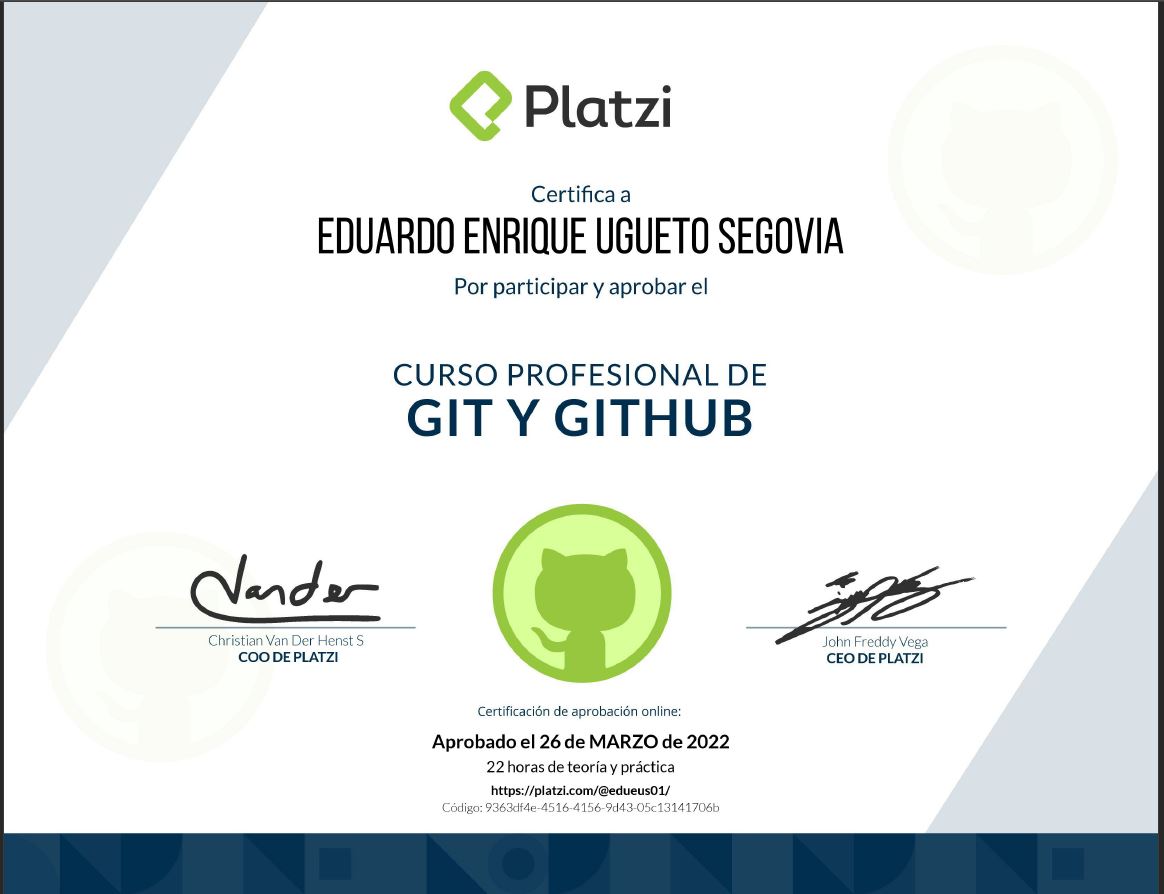 Platzi
Certifica a
EDUARDO ENRIQUE UGUETO SEGOVIA
Por participar y aprobar el
CURSO PROFESIONAL DE
GIT Y GITHUB
Vander
Christian Van Der Henst S
COO DE PLATZI
John Freddy Vega
CEO DE PLATZI
Certificación de aprobación online:
Aprobado el 26 de MARZO de 2022
22 horas de teoría y práctica
https://platzi.com/@edueus01/
Código: 9363df4e-4516-4156-9d43-05c13141706b